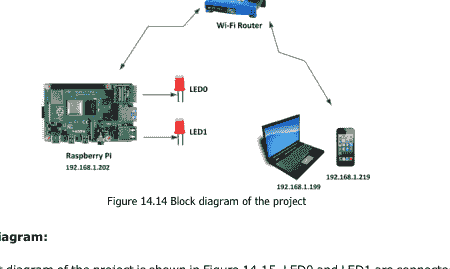 Wi-Fi Router
LED0
LED1
Raspberry Pi
192.168.1.202
192.168.1.199
192.168.1.219
Figure 14.14 Block diagram of the project
iagram:
diagram of the project is shown in Figure 14.15. LED0 and LED1 are